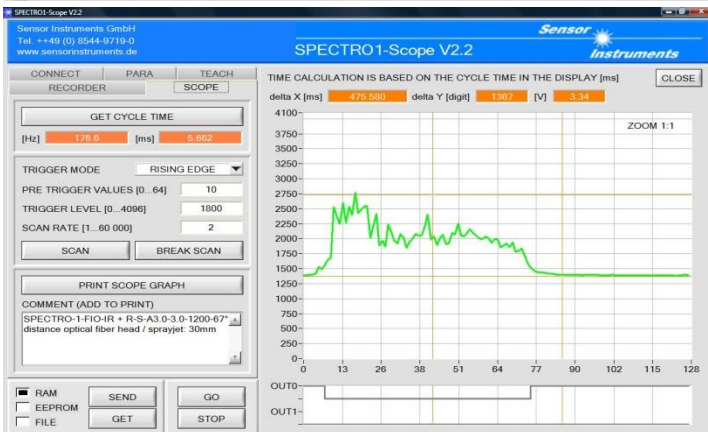 SPECTRO1-Scope V2.2
Sensor Instruments GmbH
Tel. ++49 (0) 8544-9719-0
www.sensorinstruments.de
SPECTRO1-Scope V2.2
Sensor
Instruments
CONNECT PARA TEACH
RECORDER SCOPE
GET CYCLE TIME
[Hz] 176.6 [ms] 5.662
TRIGGER MODE RISING EDGE
PRE TRIGGER VALUES [0...64] 10
TRIGGER LEVEL [0...4096] 1800
SCAN RATE [1...60 000] 2
SCAN BREAK SCAN
PRINT SCOPE GRAPH
COMMENT (ADD TO PRINT)
SPECTRO-1-FIO-IR + R-S-A3.0-3.0-1200-67°
distance optical fiber head / sprayjet: 30mm
RAM
EEPROM
FILE
SEND
GET
GO
STOP
TIME CALCULATION IS BASED ON THE CYCLE TIME IN THE DISPLAY [ms]
CLOSE
delta X [ms] 475.580 delta Y [digit] 1367 [V] 3.34
ZOOM 1:1
4100
3750
3500
3250
3000
2750
2500
2250
2000
1750
1500
1250
1000
750
500
250
0
0 13 26 38 51 64 77 90 102 115 128
OUT0
OUT1